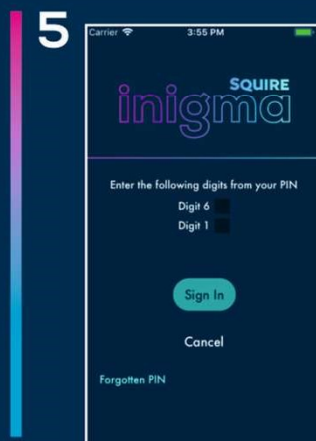 5
Carrier 3:55 PM
SQUIRE
inigma
Enter the following digits from your PIN
Digit 6
Digit 1
Sign In
Cancel
Forgotten PIN